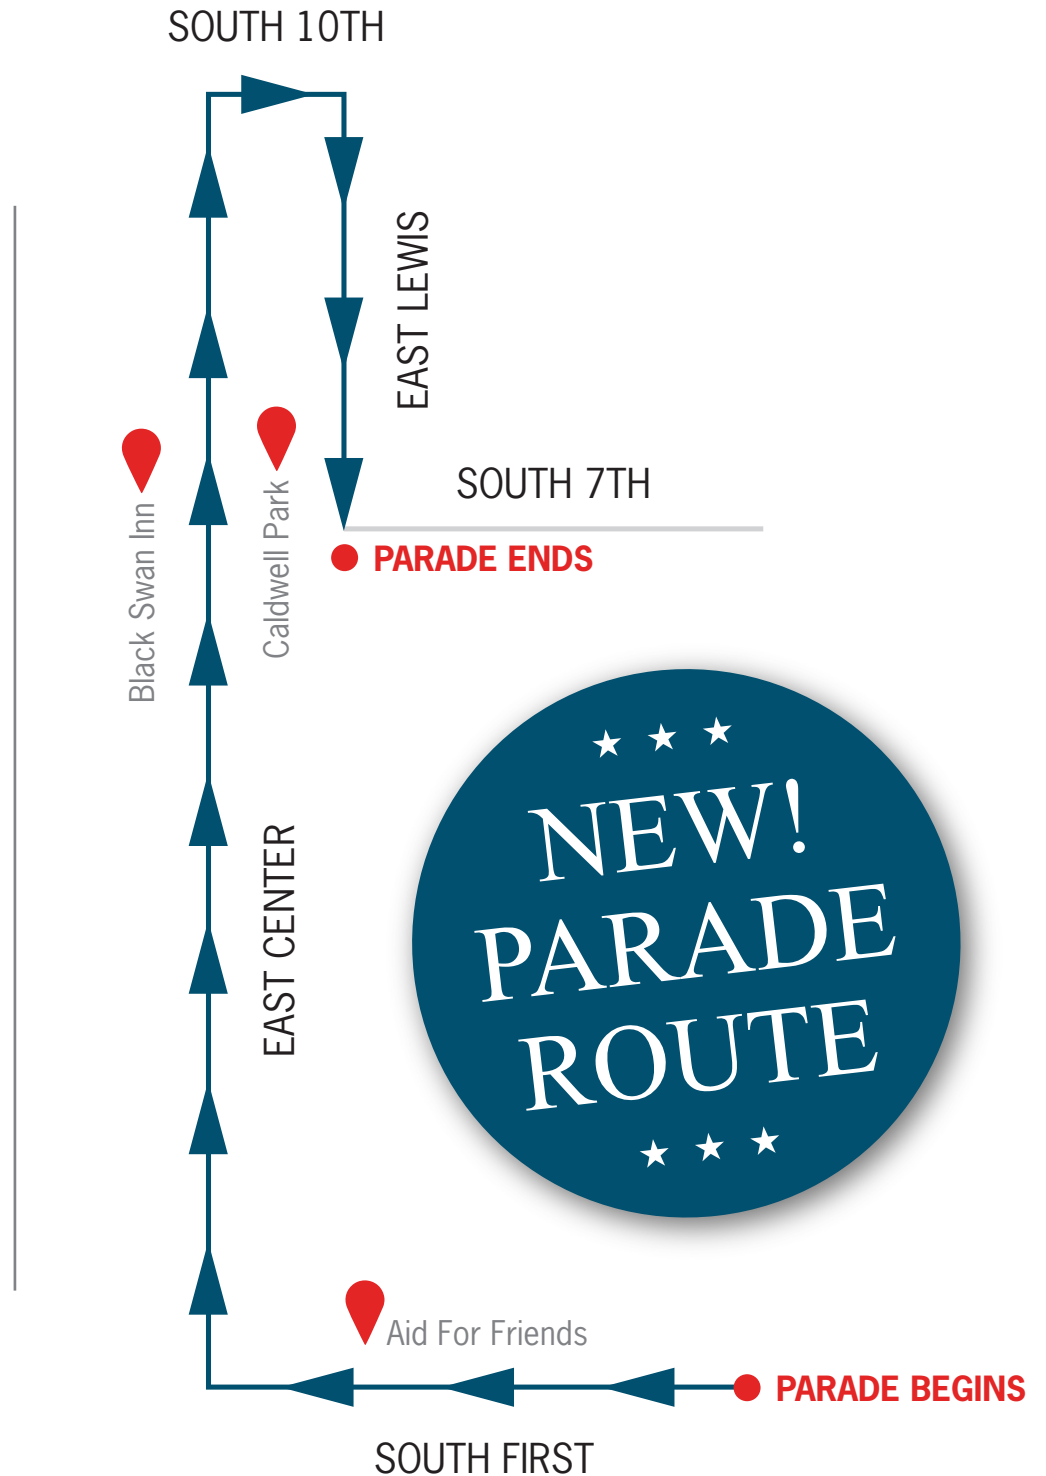 SOUTH 10TH
EAST LEWIS
SOUTH 7TH
PARADE ENDS
Black Swan Inn
Caldwell Park
NEW!
PARADE
ROUTE
EAST CENTER
Aid For Friends
PARADE BEGINS
SOUTH FIRST